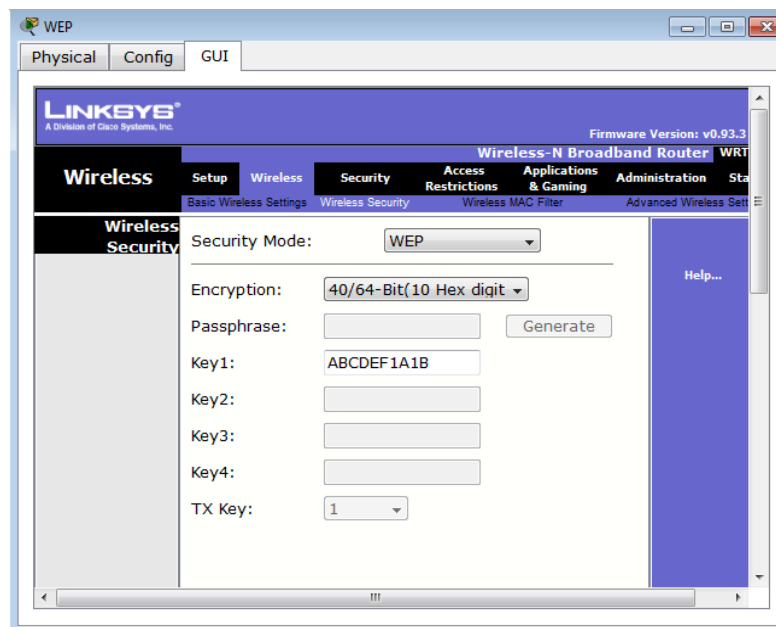 WEP
Physical Config GUI
LINKSYS®
A Division of Cisco Systems, Inc.
Firmware Version: v0.93.3
Wireless-N Broadband Router WRT
Wireless
Setup Wireless Security Access Restrictions Applications & Gaming Administration Sta
Basic Wireless Settings Wireless Security Wireless MAC Filter Advanced Wireless Sett
Wireless
Security
Security Mode: WEP
Help...
Encryption: 40/64-Bit(10 Hex digit
Passphrase: Generate
Key1: ABCDEF1A1B
Key2:
Key3:
Key4:
TX Key: 1